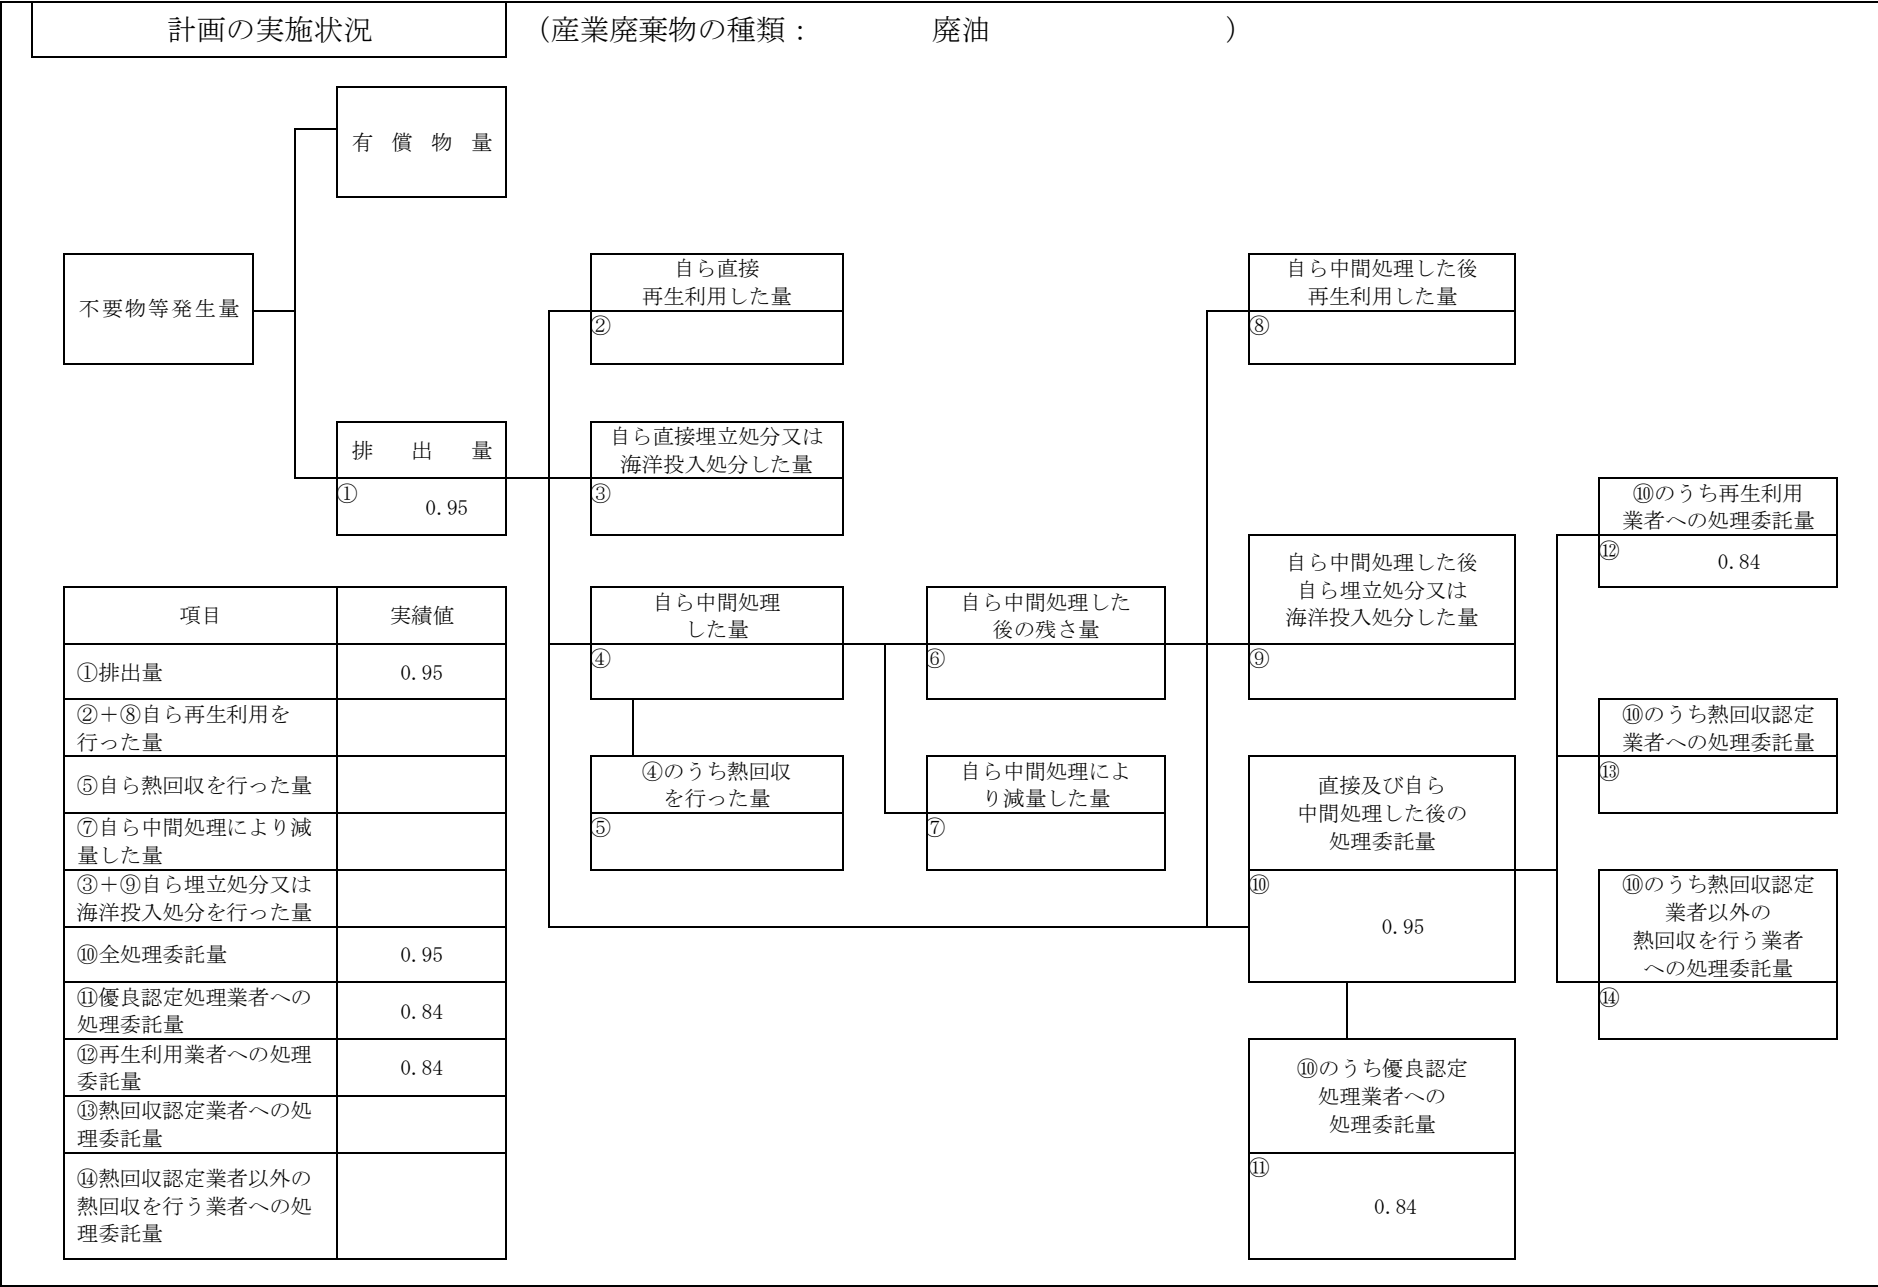 計画の実施状況
（産業廃棄物の種類： 廃油 ）
有償物量
不要物等発生量
自ら直接
再生利用した量
②
自ら中間処理した後
再生利用した量
⑧
排出量
①
0.95
自ら直接埋立処分又は
海洋投入処分した量
③
⑩のうち再生利用
業者への処理委託量
⑫
0.84
自ら中間処理
した量
④
自ら中間処理した
後の残さ量
⑥
自ら中間処理した後
自ら埋立処分又は
海洋投入処分した量
⑨
⑩のうち熱回収認定
業者への処理委託量
⑬
④のうち熱回収
を行った量
⑤
自ら中間処理によ
り減量した量
⑦
直接及び自ら
中間処理した後の
処理委託量
⑩
0.95
⑩のうち熱回収認定
業者以外の
熱回収を行う業者
への処理委託量
⑭
⑩のうち優良認定
処理業者への
処理委託量
⑪
0.84
項目 実績値
①排出量 0.95
②＋⑧自ら再生利用を
行った量
⑤自ら熱回収を行った量
⑦自ら中間処理により減
量した量
③＋⑨自ら埋立処分又は
海洋投入処分を行った量
⑩全処理委託量 0.95
⑪優良認定処理業者への
処理委託量
0.84
⑫再生利用業者への処理
委託量
0.84
⑬熱回収認定業者への処
理委託量
⑭熱回収認定業者以外の
熱回収を行う業者への処
理委託量